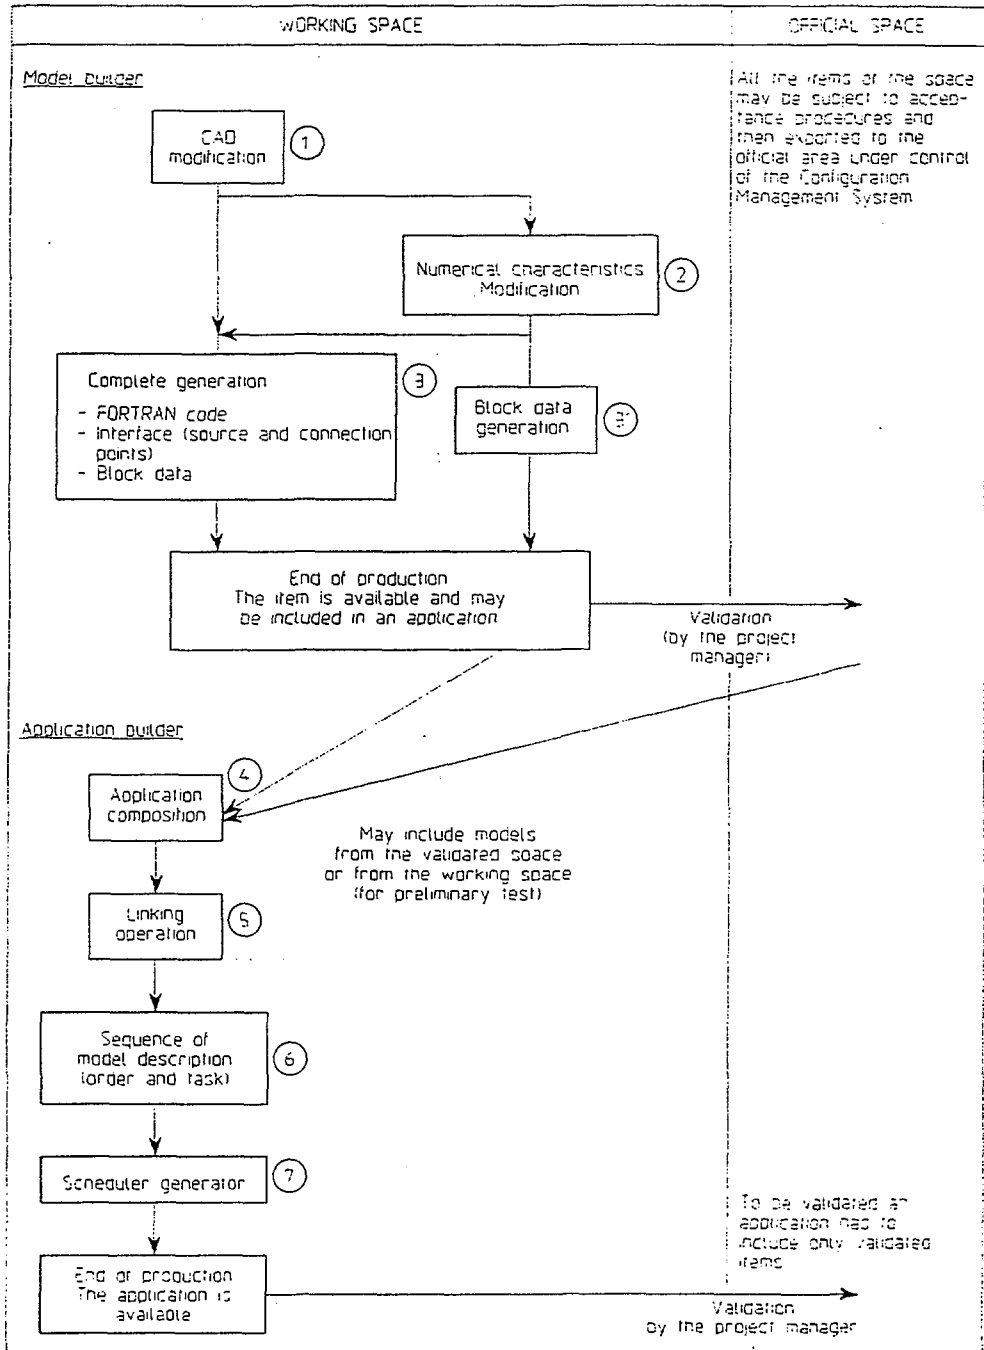 WORKING SPACE
OFFICIAL SPACE
Model builder
All the items of the space
may be subject to accep-
tance procedures and
then exported to the
official area under control
of the Configuration
Management System
CAD
modification
1
Numerical characteristics
Modification
2
Complete generation
- FORTRAN code
- Interface (source and connection
points)
- Block data
3
Block data
generation
3'
End of production
The item is available and may
be included in an application
Validation
(by the project
manager)
Application builder
4
Application
composition
May include models
from the validated space
or from the working space
(for preliminary test)
Linking
operation
5
Sequence of
model description
(order and task)
6
Scheduler generator
7
To be validated an
application has to
include only validated
items
End of production
The application is
available
Validation
by the project manager